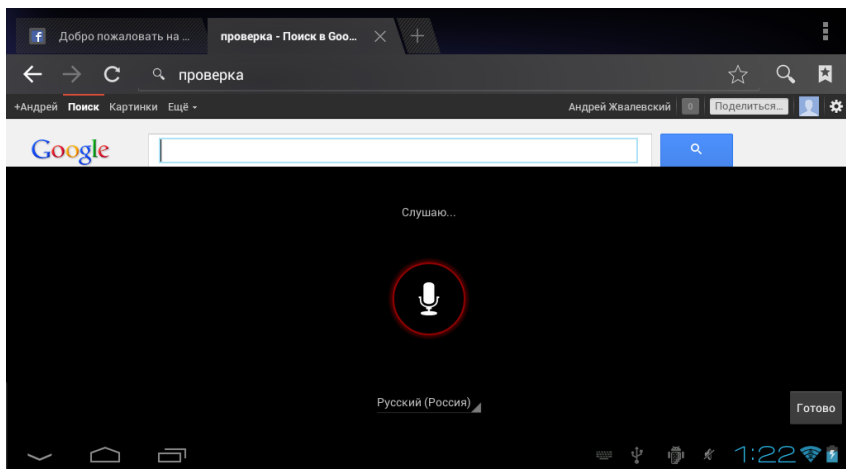 Добро пожаловать на ... проверка - Поиск в Goo...
проверка
+Андрей Поиск Картинки Ещё Андрей Жвалевский 0 Поделиться...
Google
Слушаю...
Русский (Россия)
Готово
1:22